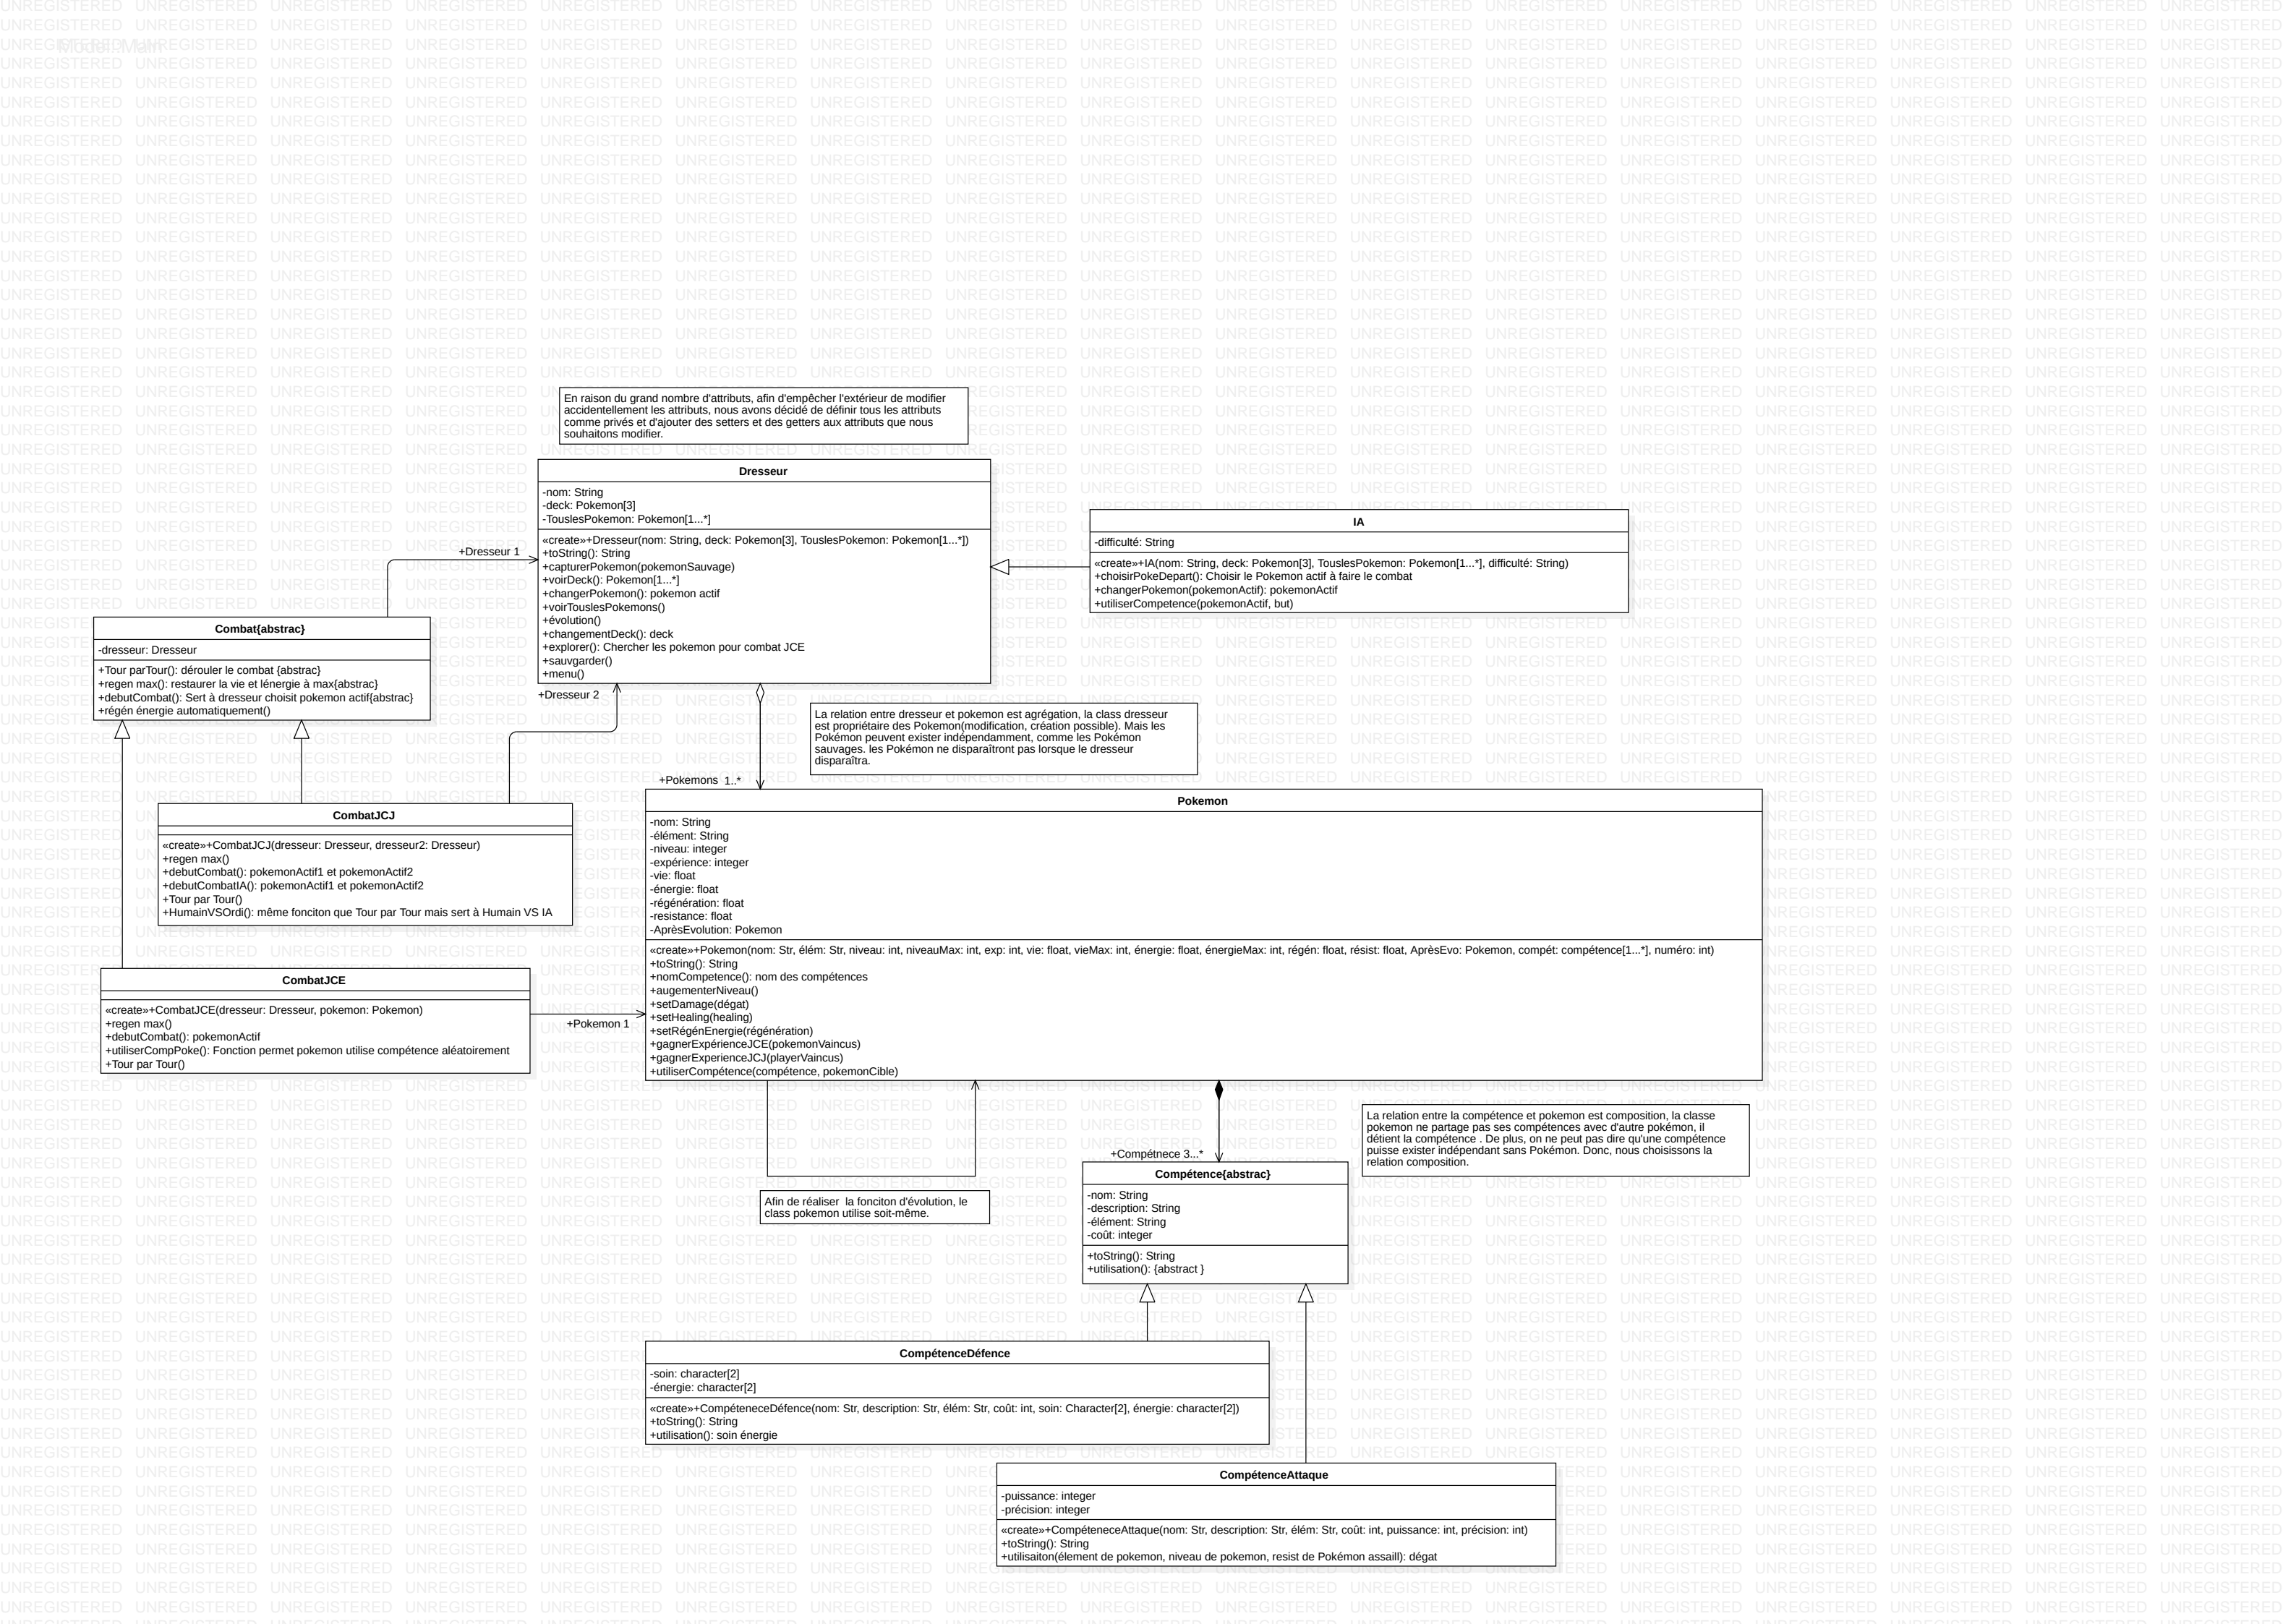 Model::Main
En raison du grand nombre d'attributs, afin d'empêcher l'extérieur de modifier
accidentellement les attributs, nous avons décidé de définir tous les attributs
comme privés et d'ajouter des setters et des getters aux attributs que nous
souhaitons modifier.
Dresseur
-nom: String
-deck: Pokemon[3]
-TouslesPokemon: Pokemon[1...*]
«create»+Dresseur(nom: String, deck: Pokemon[3], TouslesPokemon: Pokemon[1...*])
+toString(): String
+capturerPokemon(pokemonSauvage)
+voirDeck(): Pokemon[1...*]
+changerPokemon(): pokemon actif
+voirTouslesPokemons()
+évolution()
+changementDeck(): deck
+explorer(): Chercher les pokemon pour combat JCE
+sauvgarder()
+menu()
IA
-difficulté: String
«create»+IA(nom: String, deck: Pokemon[3], TouslesPokemon: Pokemon[1...*], difficulté: String)
+choisirPokeDepart(): Choisir le Pokemon actif à faire le combat
+changerPokemon(pokemonActif): pokemonActif
+utiliserCompetence(pokemonActif, but)
+Dresseur 1
Combat{abstrac}
-dresseur: Dresseur
+Tour parTour(): dérouler le combat {abstrac}
+regen max(): restaurer la vie et lénergie à max{abstrac}
+debutCombat(): Sert à dresseur choisit pokemon actif{abstrac}
+régén énergie automatiquement()
+Dresseur 2
La relation entre dresseur et pokemon est agrégation, la class dresseur
est propriétaire des Pokemon(modification, création possible). Mais les
Pokémon peuvent exister indépendamment, comme les Pokémon
sauvages. les Pokémon ne disparaîtront pas lorsque le dresseur
disparaîtra.
+Pokemons 1..*
CombatJCJ
«create»+CombatJCJ(dresseur: Dresseur, dresseur2: Dresseur)
+regen max()
+debutCombat(): pokemonActif1 et pokemonActif2
+debutCombatIA(): pokemonActif1 et pokemonActif2
+Tour par Tour()
+HumainVSOrdi(): même fonciton que Tour par Tour mais sert à Humain VS IA
Pokemon
-nom: String
-élément: String
-niveau: integer
-expérience: integer
-vie: float
-énergie: float
-régénération: float
-resistance: float
-AprèsEvolution: Pokemon
«create»+Pokemon(nom: Str, élém: Str, niveau: int, niveauMax: int, exp: int, vie: float, vieMax: int, énergie: float, énergieMax: int, régén: float, résist: float, AprèsEvo: Pokemon, compét: compétence[1...*], numéro: int)
+toString(): String
+nomCompetence(): nom des compétences
+augementerNiveau()
+setDamage(dégat)
+setHealing(healing)
+setRégénEnergie(régénération)
+gagnerExpérienceJCE(pokemonVaincus)
+gagnerExperienceJCJ(playerVaincus)
+utiliserCompétence(compétence, pokemonCible)
CombatJCE
«create»+CombatJCE(dresseur: Dresseur, pokemon: Pokemon)
+regen max()
+debutCombat(): pokemonActif
+utiliserCompPoke(): Fonction permet pokemon utilise compétence aléatoirement
+Tour par Tour()
+Pokemon 1
La relation entre la compétence et pokemon est composition, la classe
pokemon ne partage pas ses compétences avec d'autre pokémon, il
détient la compétence . De plus, on ne peut pas dire qu'une compétence
puisse exister indépendant sans Pokémon. Donc, nous choisissons la
relation composition.
+Compétnece 3...*
Afin de réaliser  la fonciton d'évolution, le
class pokemon utilise soit-même.
Compétence{abstrac}
-nom: String
-description: String
-élément: String
-coût: integer
+toString(): String
+utilisation(): {abstract }
CompétenceDéfence
-soin: character[2]
-énergie: character[2]
«create»+CompéteneceDéfence(nom: Str, description: Str, élém: Str, coût: int, soin: Character[2], énergie: character[2])
+toString(): String
+utilisation(): soin énergie
CompétenceAttaque
-puissance: integer
-précision: integer
«create»+CompéteneceAttaque(nom: Str, description: Str, élém: Str, coût: int, puissance: int, précision: int)
+toString(): String
+utilisaiton(élement de pokemon, niveau de pokemon, resist de Pokémon assaill): dégat
UNREGISTERED